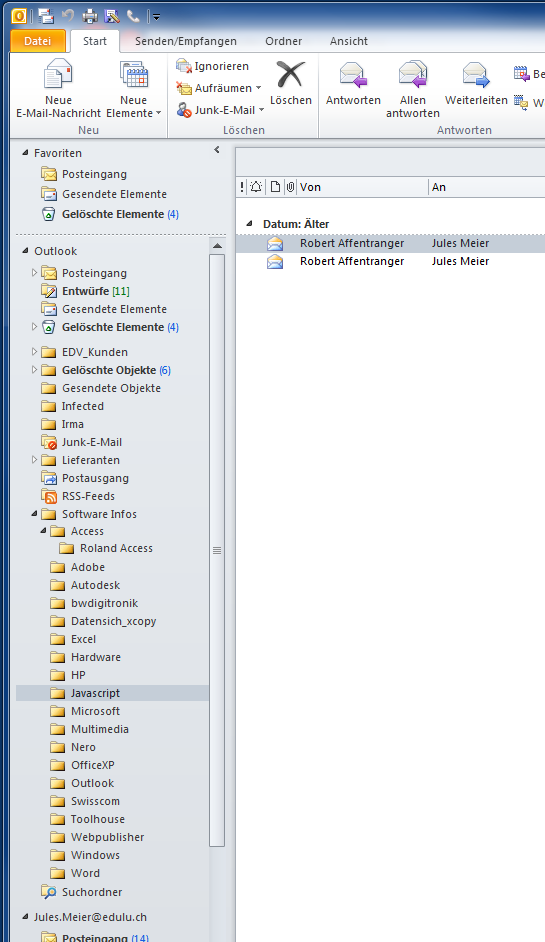 Datei Start Senden/Empfangen Ordner Ansicht
Neue E-Mail-Nachricht
Neue Elemente
Ignorieren
Aufräumen
Junk-E-Mail
Löschen
Antworten
Allen antworten
Weiterleiten
Be
W
Neu Löschen Antworten
Favoriten
Posteingang
Gesendete Elemente
Gelöschte Elemente (4)
! Von An
Datum: Älter
Robert Affentranger Jules Meier
Robert Affentranger Jules Meier
Outlook
Posteingang
Entwürfe [11]
Gesendete Elemente
Gelöschte Elemente (4)
EDV_Kunden
Gelöschte Objekte (6)
Gesendete Objekte
Infected
Irma
Junk-E-Mail
Lieferanten
Postausgang
RSS-Feeds
Software Infos
Access
Roland Access
Adobe
Autodesk
bwdigitronik
Datensich_xcopy
Excel
Hardware
HP
Javascript
Microsoft
Multimedia
Nero
OfficeXP
Outlook
Swisscom
Toolhouse
Webpublisher
Windows
Word
Suchordner
Jules.Meier@edulu.ch
Posteingang (14)